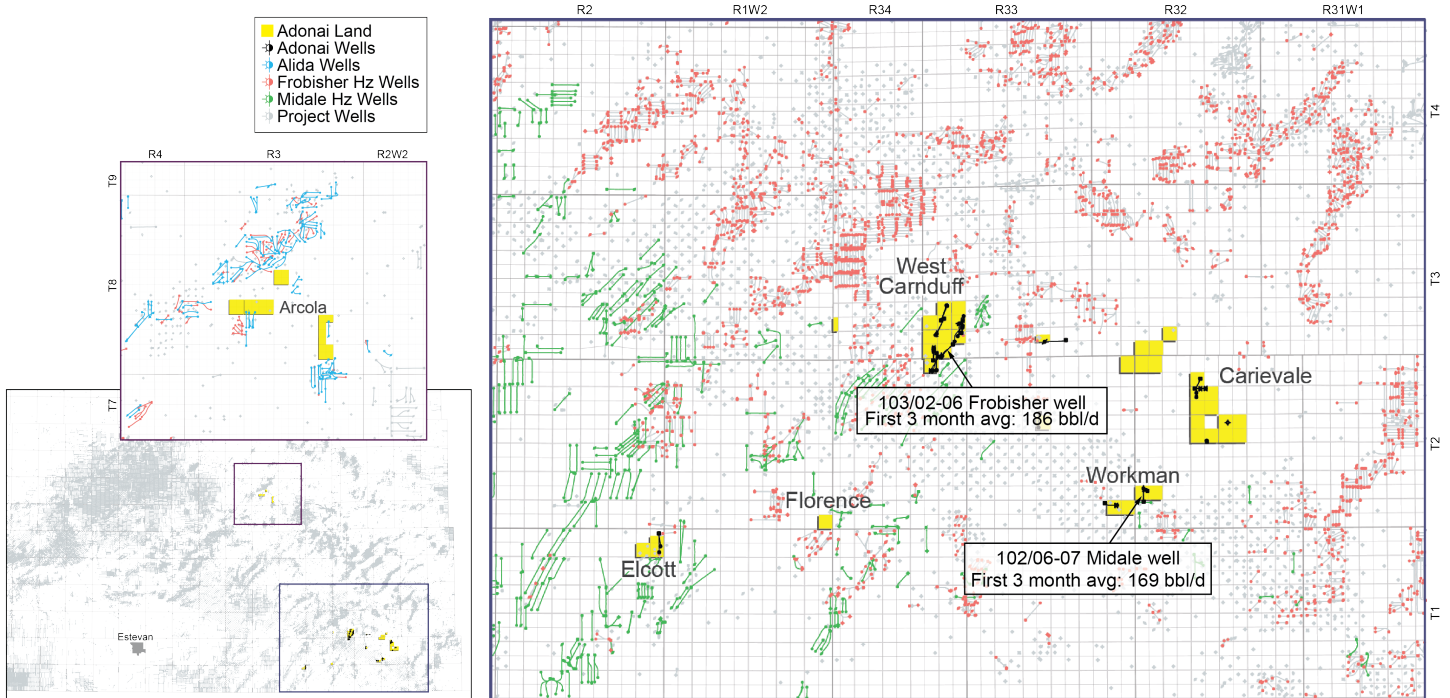 Adonai Land
Adonai Wells
Alida Wells
Frobisher Hz Wells
Midale Hz Wells
Project Wells
R4
R3
R2W2
T9
T8
T7
Arcola
Estevan
R2
R1W2
R34
R33
R32
R31W1
T4
T3
T2
T1
West
Carnduff
103/02-06 Frobisher well
First 3 month avg: 186 bbl/d
Carievale
Workman
Florence
Elcott
102/06-07 Midale well
First 3 month avg: 169 bbl/d